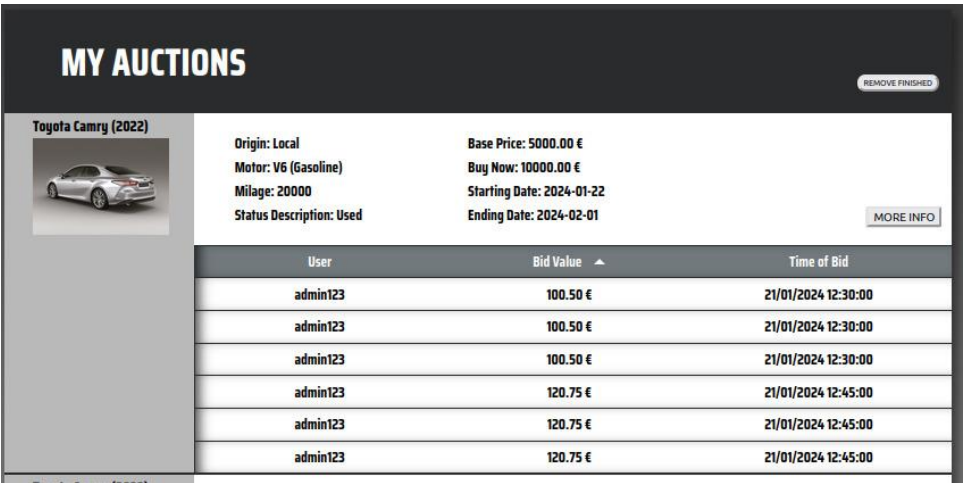 MY AUCTIONS
REMOVE FINISHED
Toyota Camry (2022)
Origin: Local
Motor: V6 (Gasoline)
Milage: 20000
Status Description: Used
Base Price: 5000.00 €
Buy Now: 10000.00 €
Starting Date: 2024-01-22
Ending Date: 2024-02-01
MORE INFO
User Bid Value Time of Bid
admin123 100.50 € 21/01/2024 12:30:00
admin123 100.50 € 21/01/2024 12:30:00
admin123 100.50 € 21/01/2024 12:30:00
admin123 120.75 € 21/01/2024 12:45:00
admin123 120.75 € 21/01/2024 12:45:00
admin123 120.75 € 21/01/2024 12:45:00